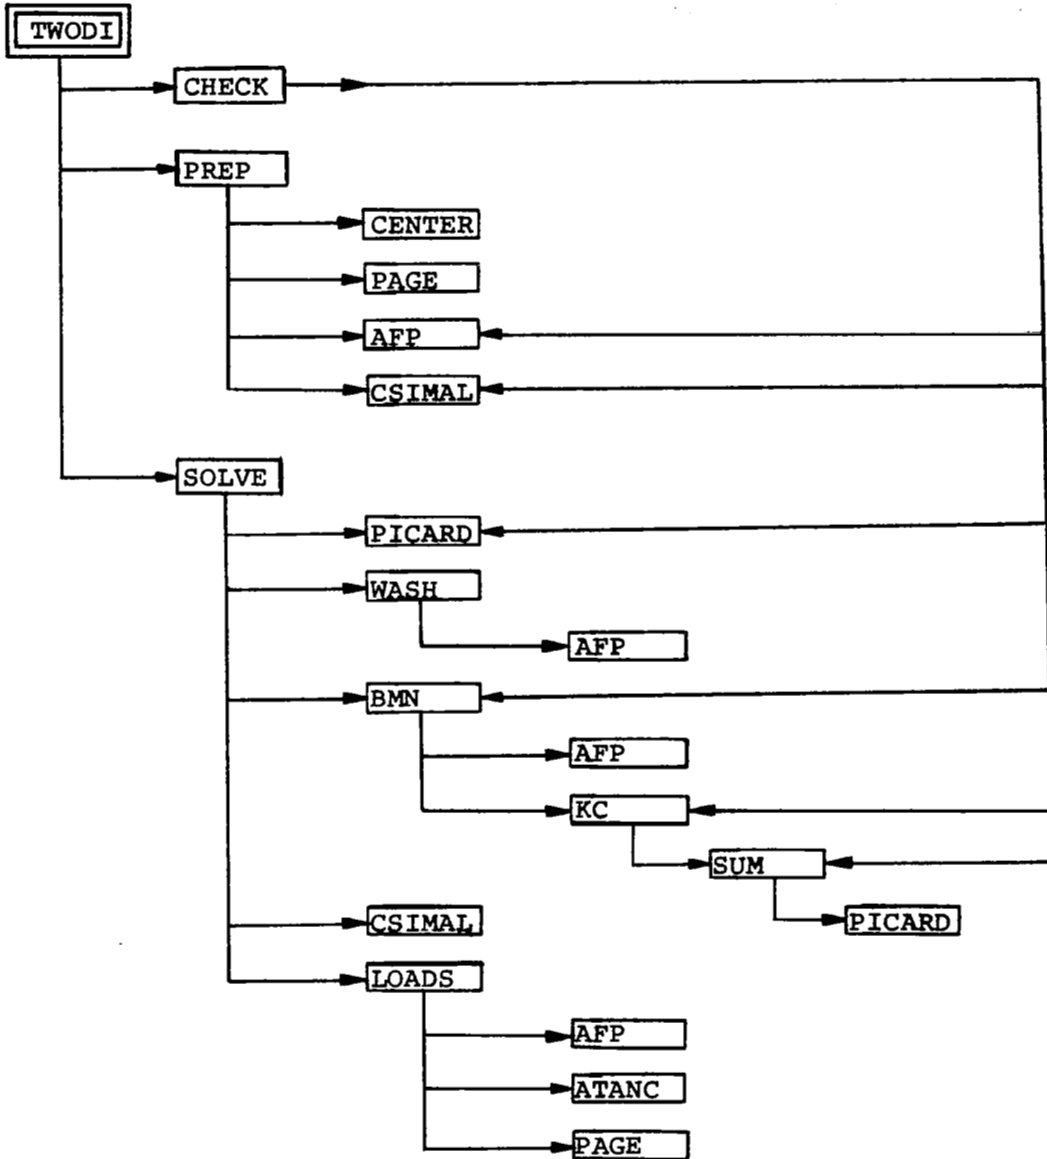 TWODI
CHECK
PREP
CENTER
PAGE
AFP
CSIMAL
SOLVE
PICARD
WASH
AFP
BMN
AFP
KC
SUM
PICARD
CSIMAL
LOADS
AFP
ATANC
PAGE